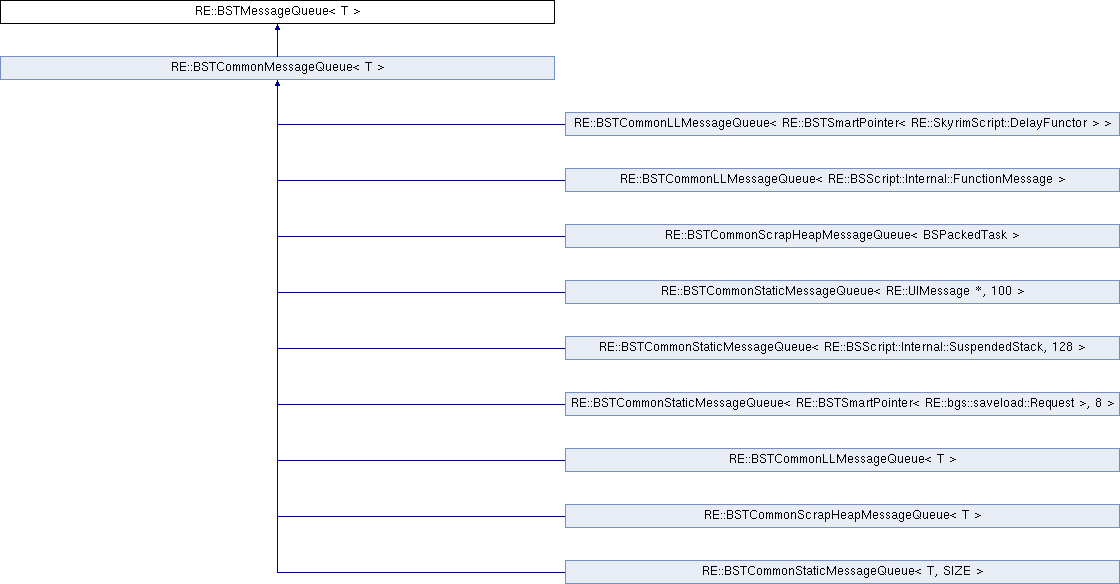 RE::BSTMessageQueue< T >
RE::BSTCommonMessageQueue< T >
RE::BSTCommonLLMessageQueue< RE::BSTSmartPointer< RE::SkyrimScript::DelayFunctor > >
RE::BSTCommonLLMessageQueue< RE::BSScript::Internal::FunctionMessage >
RE::BSTCommonScrapHeapMessageQueue< BSPackedTask >
RE::BSTCommonStaticMessageQueue< RE::UIMessage *, 100 >
RE::BSTCommonStaticMessageQueue< RE::BSScript::Internal::SuspendedStack, 128 >
RE::BSTCommonStaticMessageQueue< RE::BSTSmartPointer< RE::bgs::saveload::Request >, 8 >
RE::BSTCommonLLMessageQueue< T >
RE::BSTCommonScrapHeapMessageQueue< T >
RE::BSTCommonStaticMessageQueue< T, SIZE >